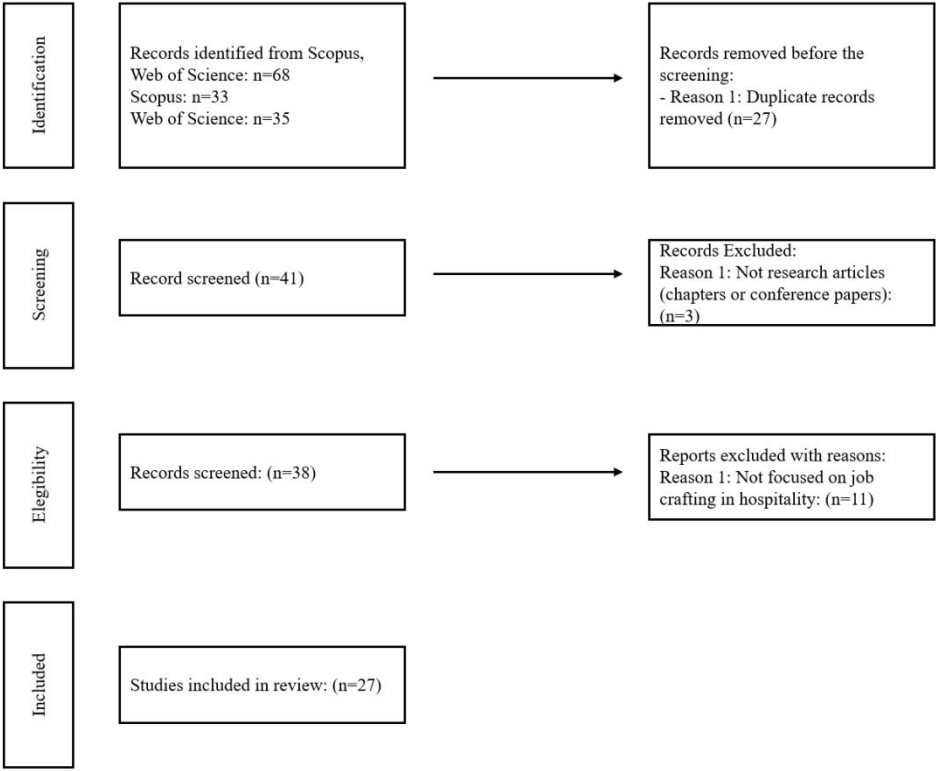 Identification
Records identified from Scopus,
Web of Science: n=68
Scopus: n=33
Web of Science: n=35
Records removed before the
screening:
- Reason 1: Duplicate records
removed (n=27)
Screening
Record screened (n=41)
Records Excluded:
Reason 1: Not research articles
(chapters or conference papers):
(n=3)
Elegibility
Records screened: (n=38)
Reports excluded with reasons:
Reason 1: Not focused on job
crafting in hospitality: (n=11)
Included
Studies included in review: (n=27)